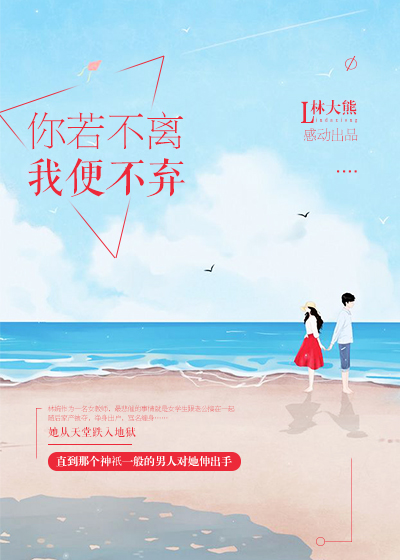 你若不离
我便不弃
L林大熊
Lindaxiong
感动出品
她从天堂跌入地狱
直到那个神祇一般的男人对她伸出手